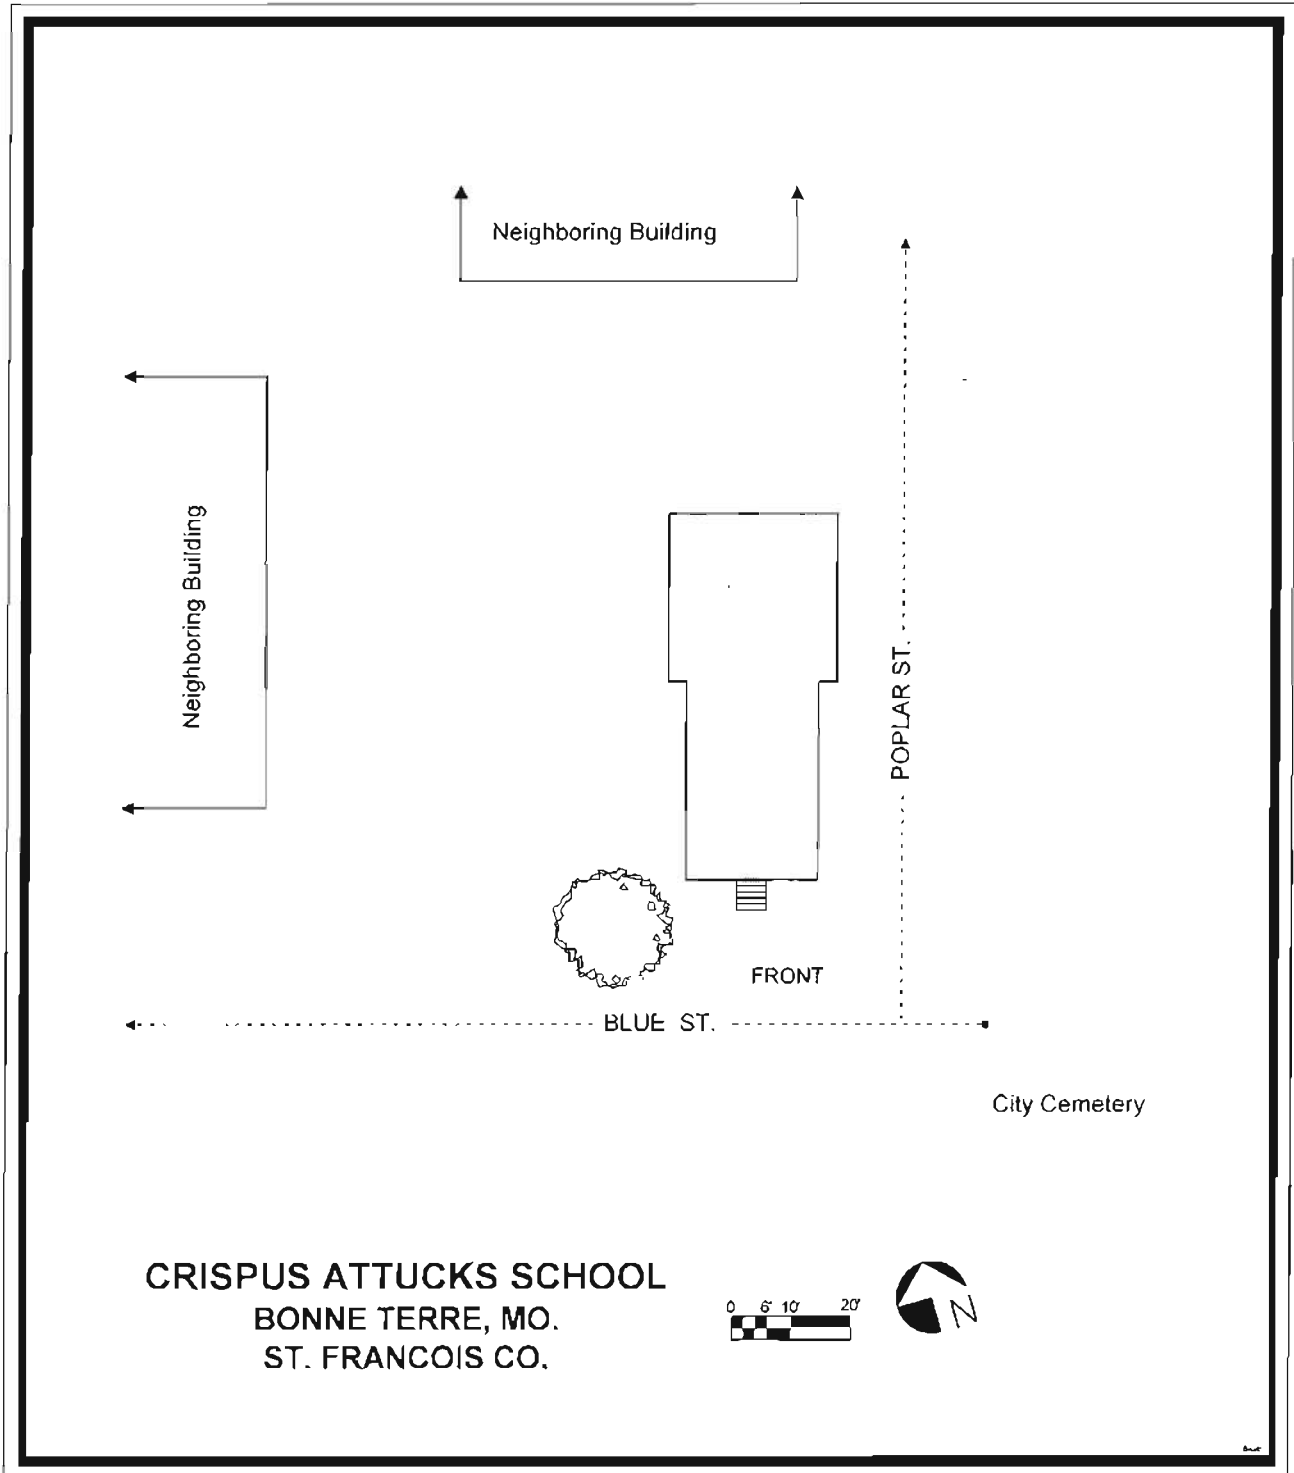 Neighboring Building
Neighboring Building
POPLAR ST.
FRONT
BLUE ST.
City Cemetery
CRISPUS ATTUCKS SCHOOL
BONNE TERRE, MO.
ST. FRANCOIS CO.
0 6' 10' 20'
N